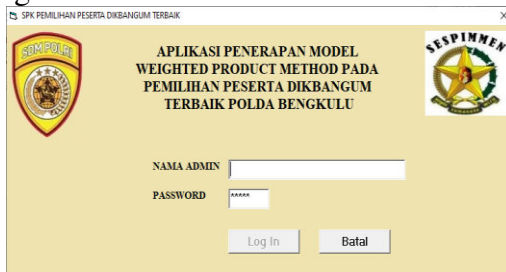 SPK PEMILIHAN PESERTA DIKBANGUM TERBAIK
SDMPOLRI
SESPIMMEN
APLIKASI PENERAPAN MODEL
WEIGHTED PRODUCT METHOD PADA
PEMILIHAN PESERTA DIKBANGUM
TERBAIK POLDA BENGKULU
NAMA ADMIN
PASSWORD *****
Log In Batal